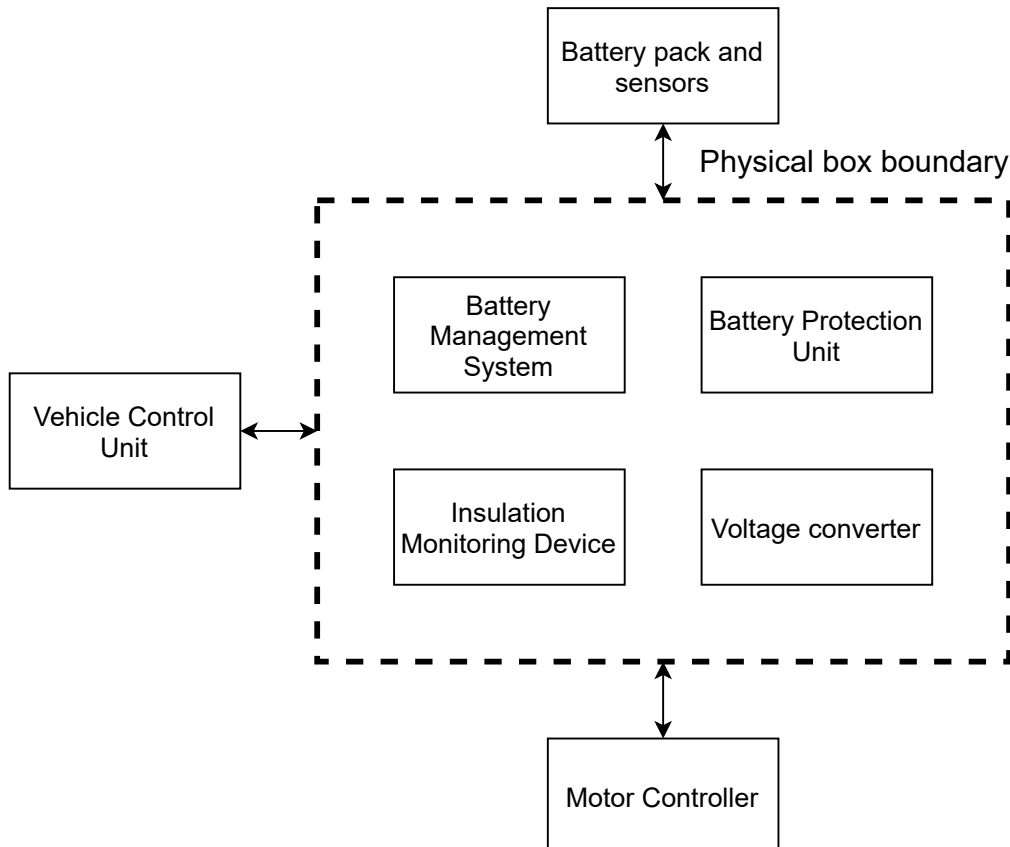 Battery pack and
sensors
Physical box boundary
Battery
Management
System
Battery Protection
Unit
Vehicle Control
Unit
Insulation
Monitoring Device
Voltage converter
Motor Controller